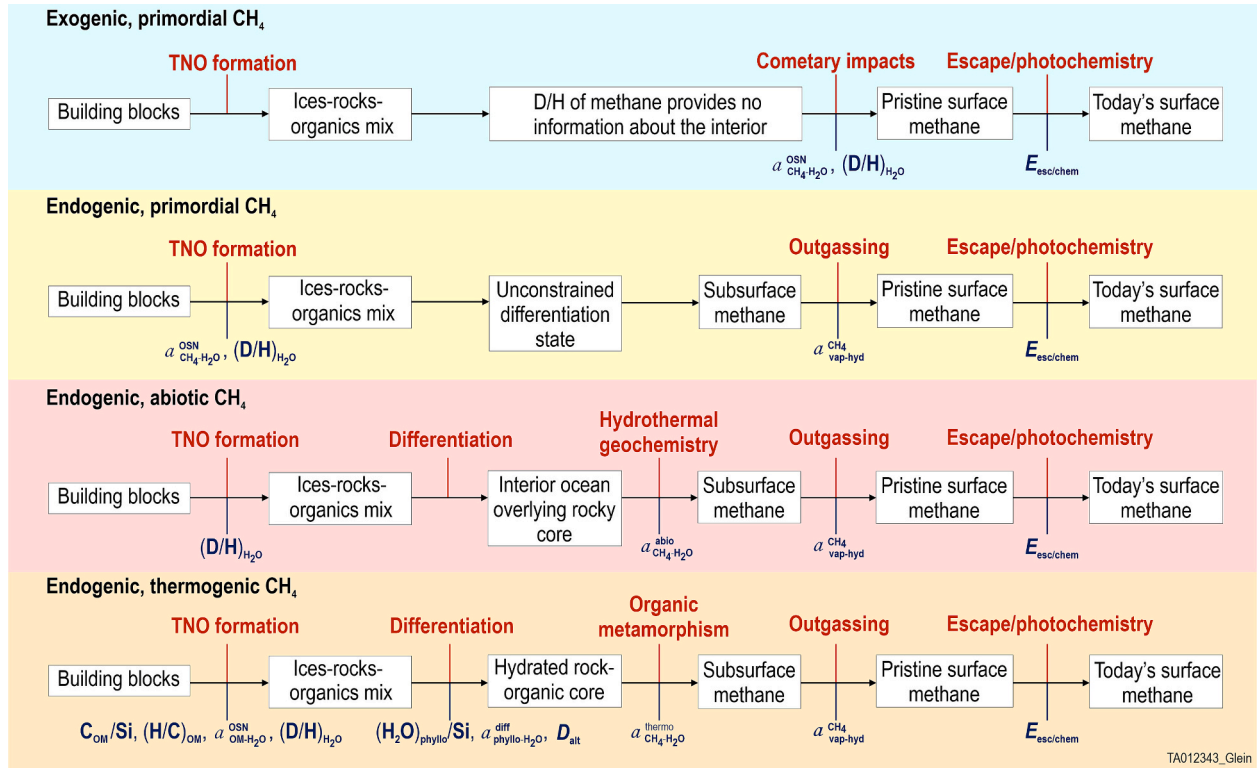 Exogenic, primordial CH₄
TNO formation
Cometary impacts
Escape/photochemistry
Building blocks
Ices-rocks-
organics mix
D/H of methane provides no
information about the interior
Pristine surface
methane
Today's surface
methane
a OSN CH₄-H₂O, (D/H)H₂O
E esc/chem
Endogenic, primordial CH₄
TNO formation
Outgassing
Escape/photochemistry
Building blocks
Ices-rocks-
organics mix
Unconstrained
differentiation
state
Subsurface
methane
Pristine surface
methane
Today's surface
methane
a OSN CH₄-H₂O, (D/H)H₂O
a CH₄ vap-hyd
E esc/chem
Endogenic, abiotic CH₄
TNO formation
Differentiation
Hydrothermal
geochemistry
Outgassing
Escape/photochemistry
Building blocks
Ices-rocks-
organics mix
Interior ocean
overlying rocky
core
Subsurface
methane
Pristine surface
methane
Today's surface
methane
(D/H)H₂O
a abio CH₄-H₂O
a CH₄ vap-hyd
E esc/chem
Endogenic, thermogenic CH₄
TNO formation
Differentiation
Organic
metamorphism
Outgassing
Escape/photochemistry
Building blocks
Ices-rocks-
organics mix
Hydrated rock-
organic core
Subsurface
methane
Pristine surface
methane
Today's surface
methane
C OM/Si, (H/C)OM, a OSN OM-H₂O, (D/H)H₂O
(H₂O)phyllo/Si, a diff phyllo-H₂O, D alt
a thermo CH₄-H₂O
a CH₄ vap-hyd
E esc/chem
TA012343_Glein